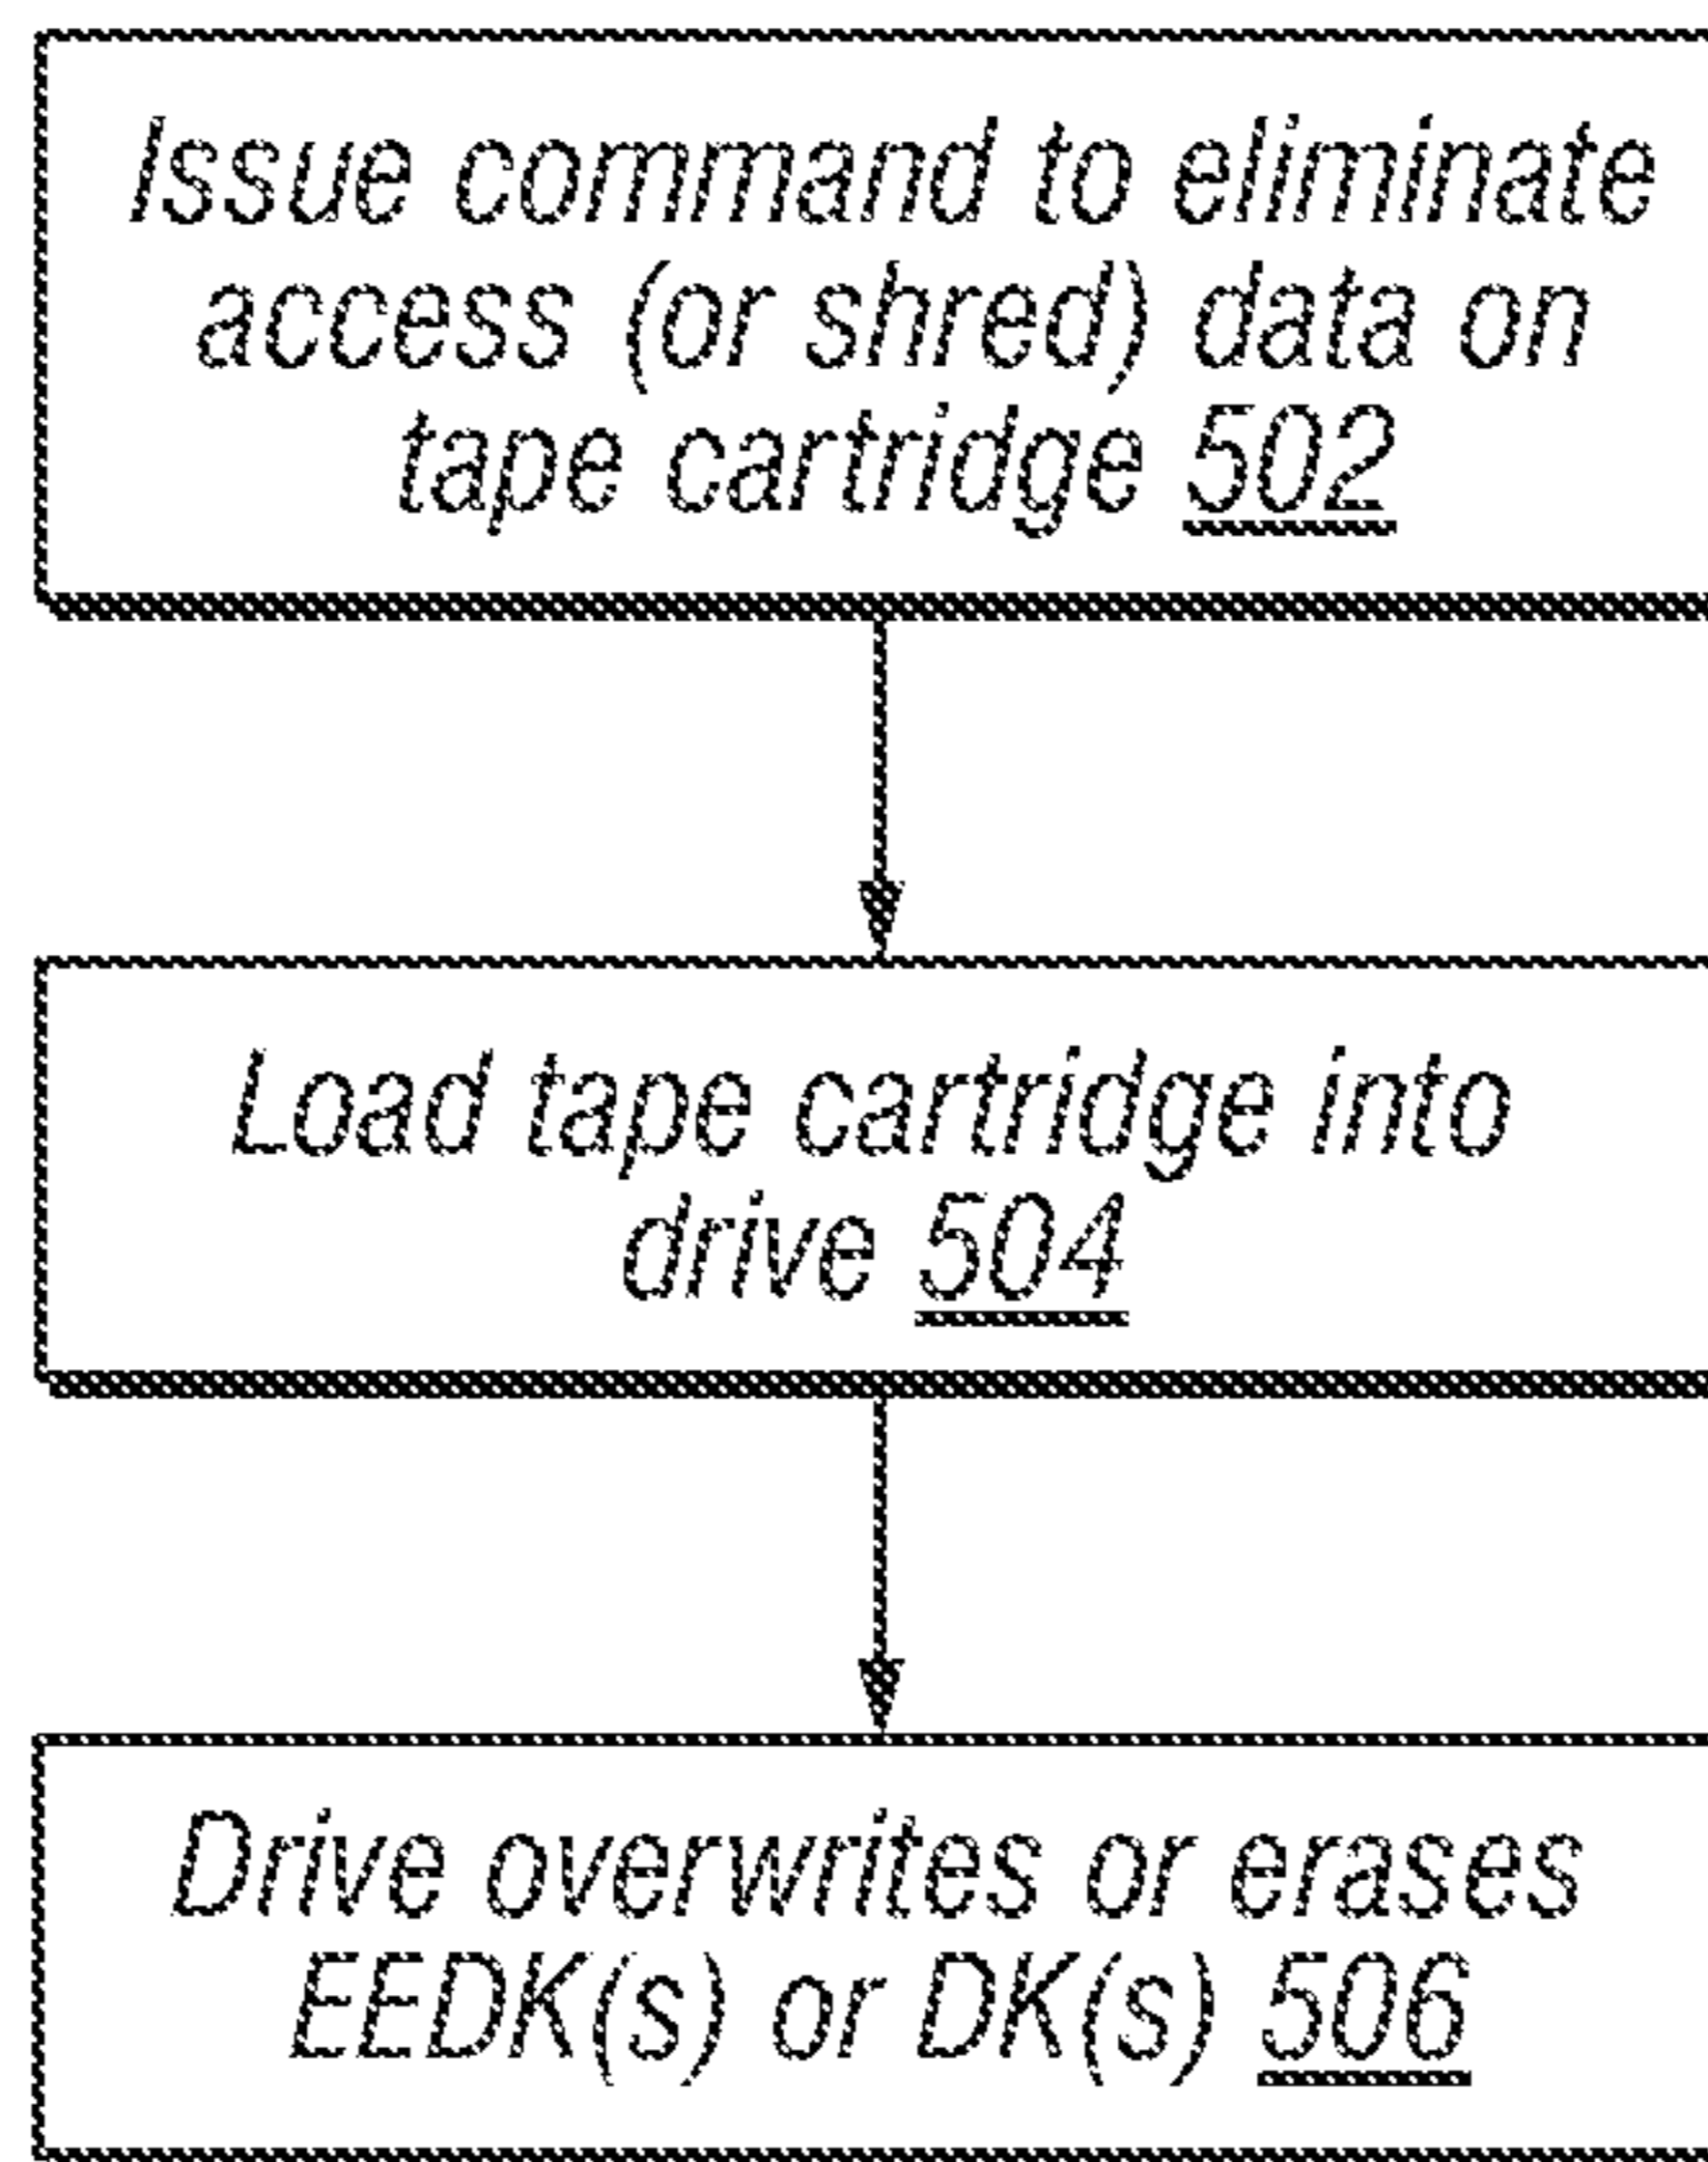 Issue command to eliminate
access (or shred) data on
tape cartridge 502
Load tape cartridge into
drive 504
Drive overwrites or erases
EEDK(s) or DK(s) 506